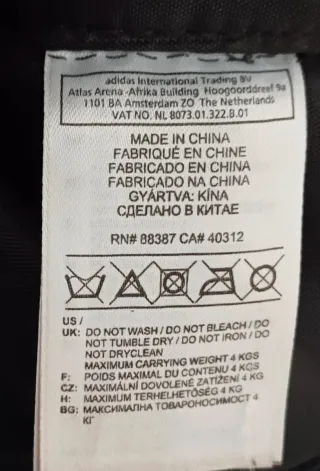 adidas International Trading BV
Atlas Arena -Afrika Building Hoogoorddreef 9a
1101 BA Amsterdam ZO The Netherlands
VAT NO. NL 8073.01.322.B.01
MADE IN CHINA
FABRIQUÉ EN CHINE
FABRICADO EN CHINA
FABRICADO NA CHINA
GYÁRTVA: KÍNA
СДЕЛАНО В КИТАЕ
RN# 88387 CA# 40312
US /
UK: DO NOT WASH / DO NOT BLEACH / DO
NOT TUMBLE DRY / DO NOT IRON / DO
NOT DRYCLEAN
MAXIMUM CARRYING WEIGHT 4 KGS
F: POIDS MAXIMAL DU CONTENU 4 KGS
CZ: MAXIMÁLNÍ DOVOLENÉ ZATÍŽENÍ 4 KG
H: MAXIMUM TERHELHETŐSÉG 4 KG
BG: МАКСИМАЛНА ТОВАРОНОСИМОСТ 4
КГ